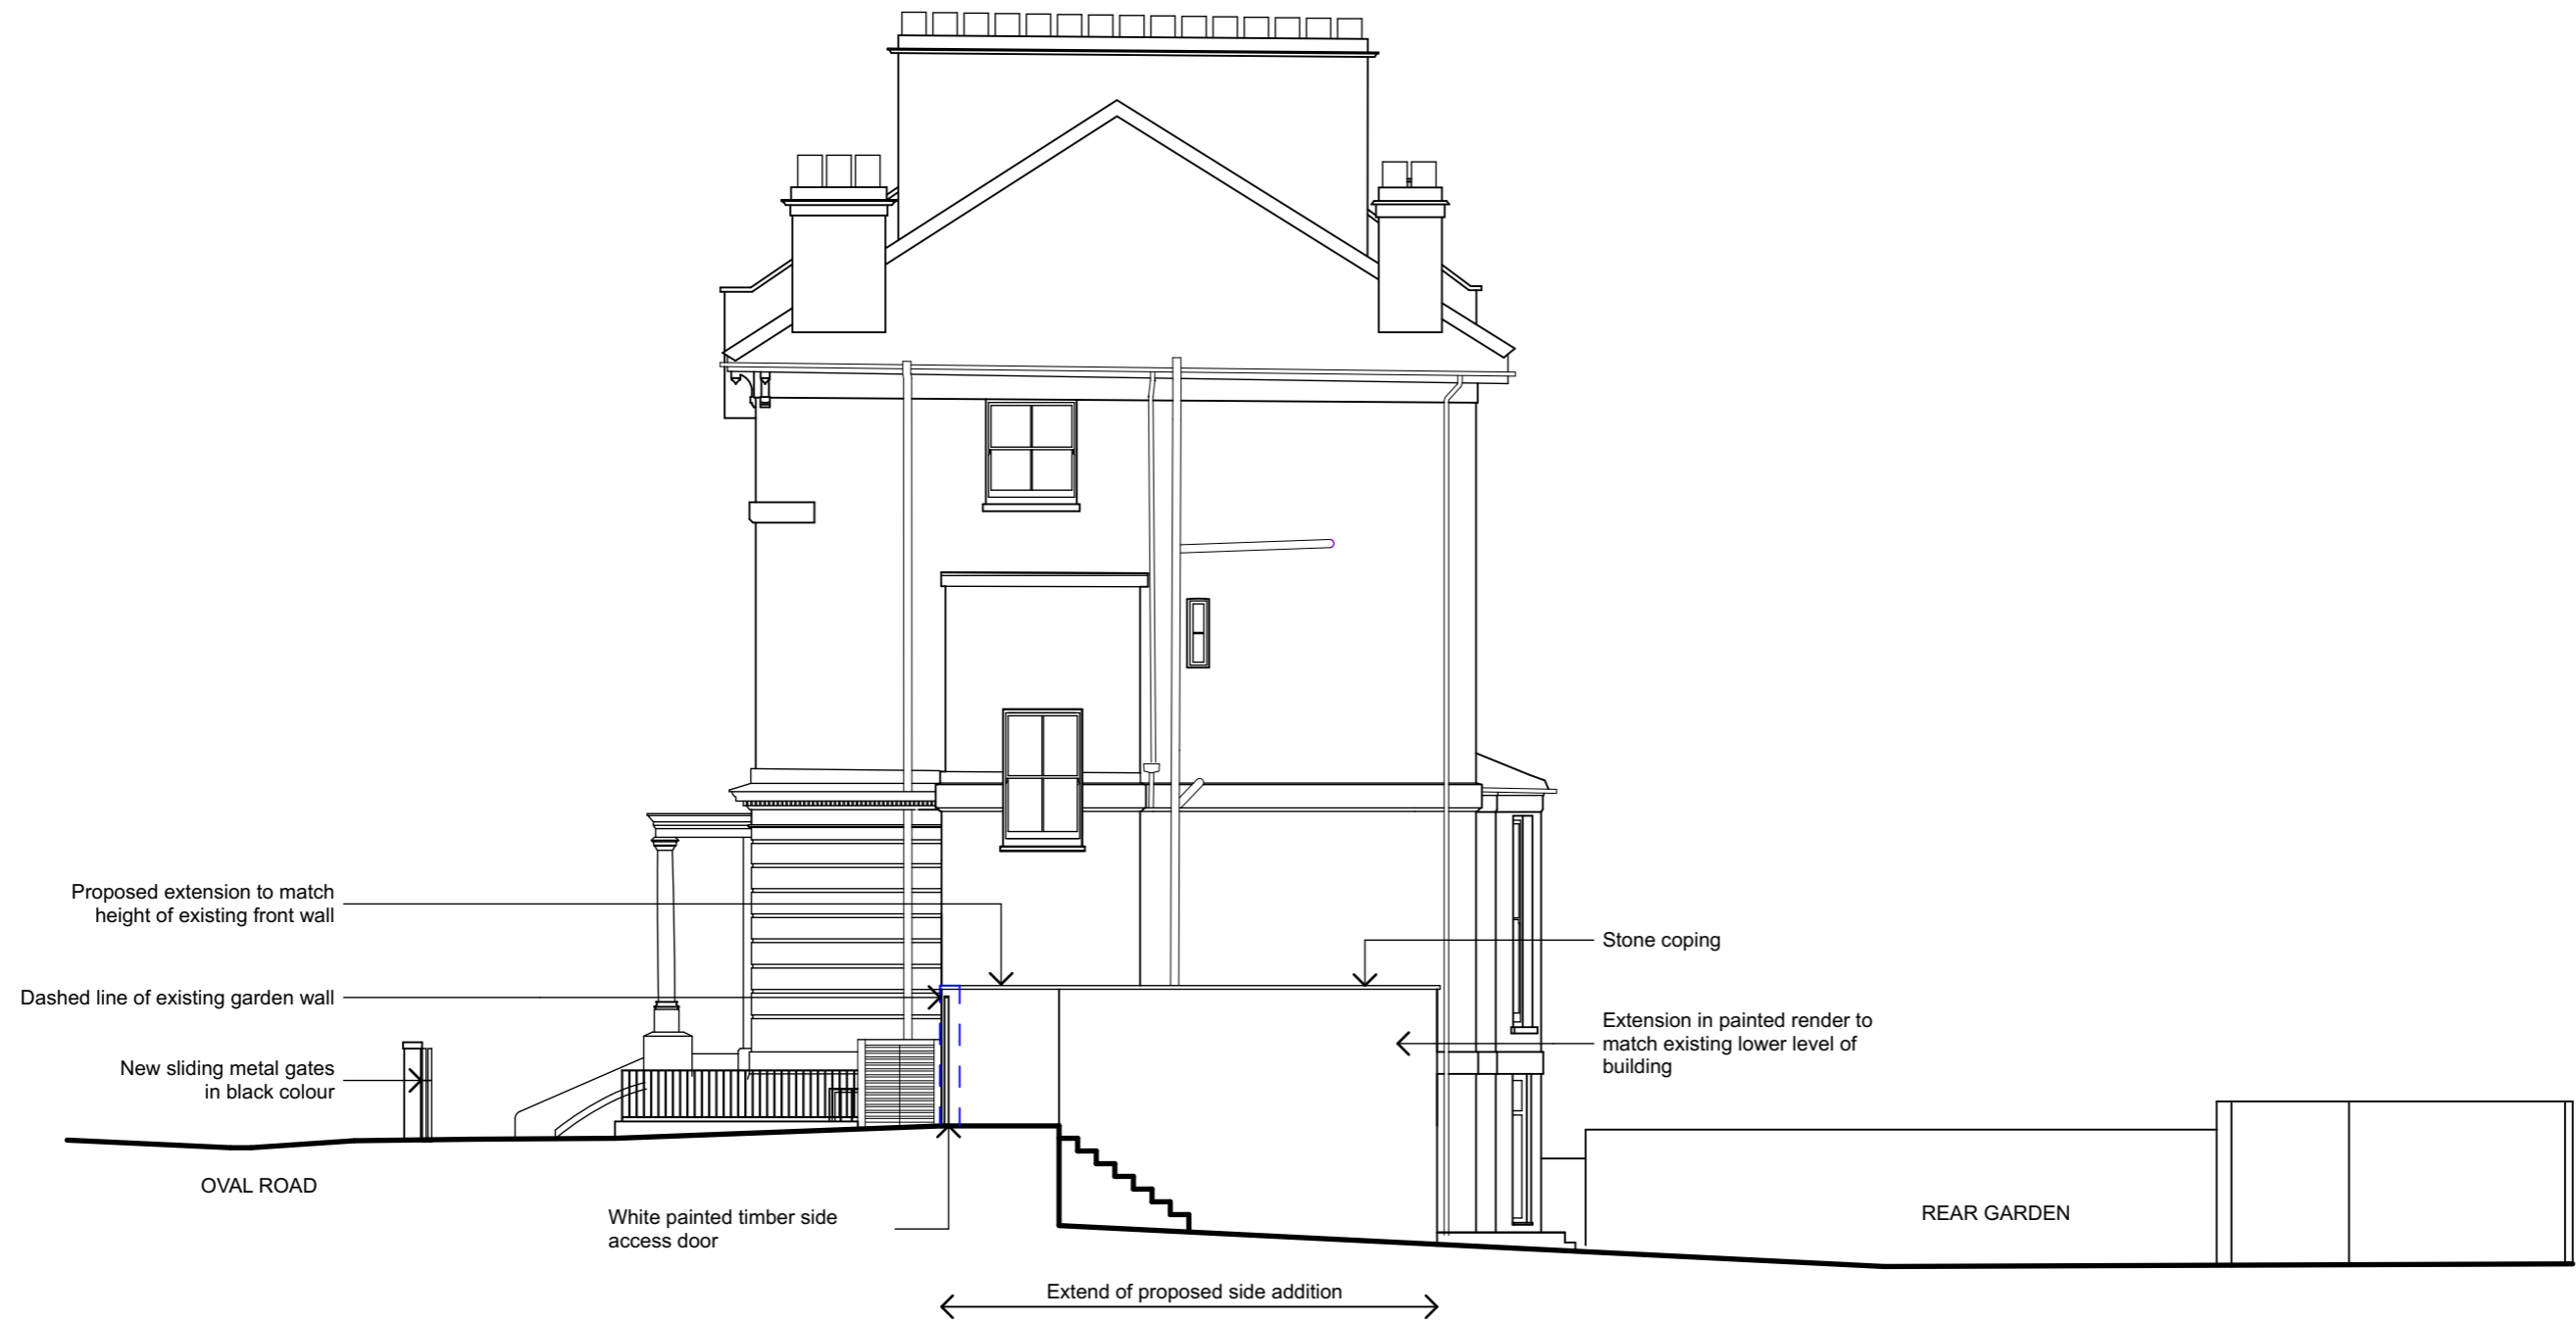 Proposed extension to match
height of existing front wall
Stone coping
Dashed line of existing garden wall
Extension in painted render to
match existing lower level of
building
New sliding metal gates
in black colour
OVAL ROAD
White painted timber side
access door
REAR GARDEN
Extend of proposed side addition